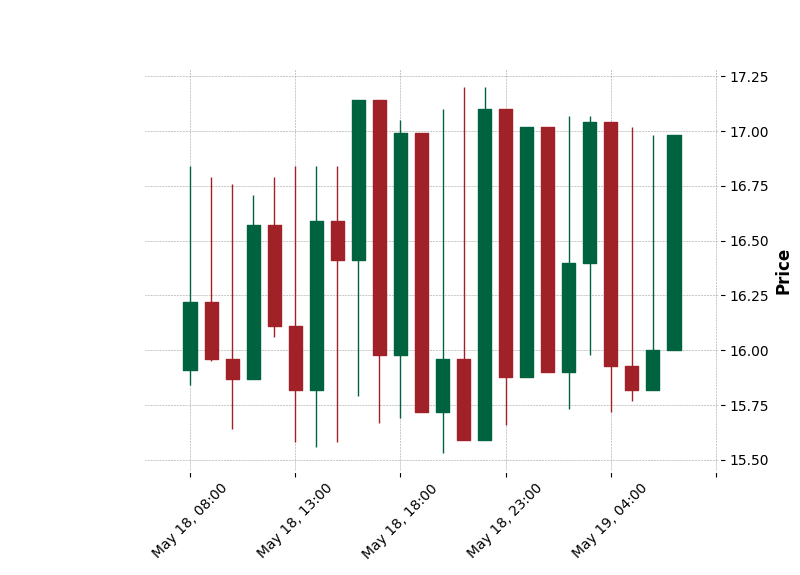 17.25
17.00
16.75
16.50
16.25
16.00
15.75
15.50
Price
May 18, 08:00
May 18, 13:00
May 18, 18:00
May 18, 23:00
May 19, 04:00